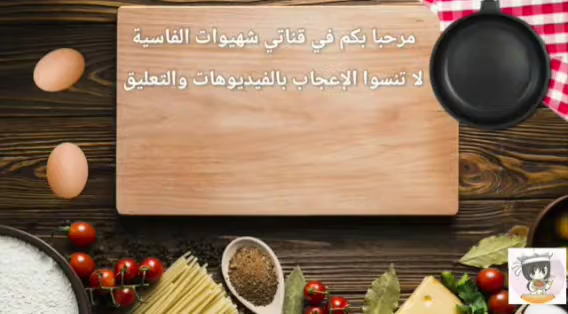 مرحبا بكم في قناتي شهيوات الفاسية
لا تنسوا الإعجاب بالفيديوهات والتعليق